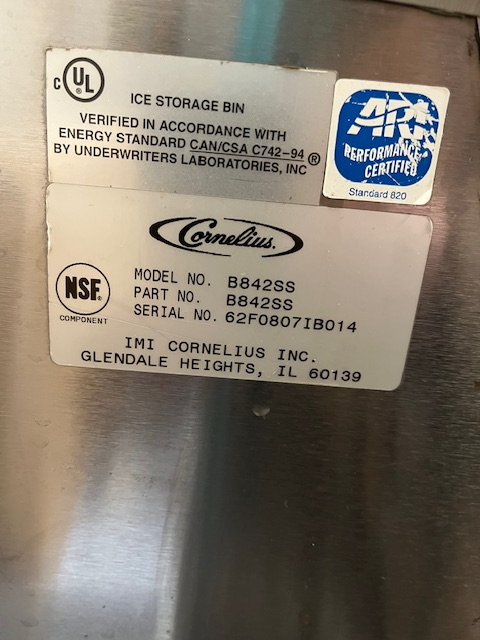 c UL ®
ICE STORAGE BIN
VERIFIED IN ACCORDANCE WITH
ENERGY STANDARD CAN/CSA C742-94 ®
BY UNDERWRITERS LABORATORIES, INC
ARI
PERFORMANCE
CERTIFIED
Standard 820
Cornelius.
NSF®
COMPONENT
MODEL NO. B842SS
PART NO. B842SS
SERIAL NO. 62F0807IB014
IMI CORNELIUS INC.
GLENDALE HEIGHTS, IL 60139